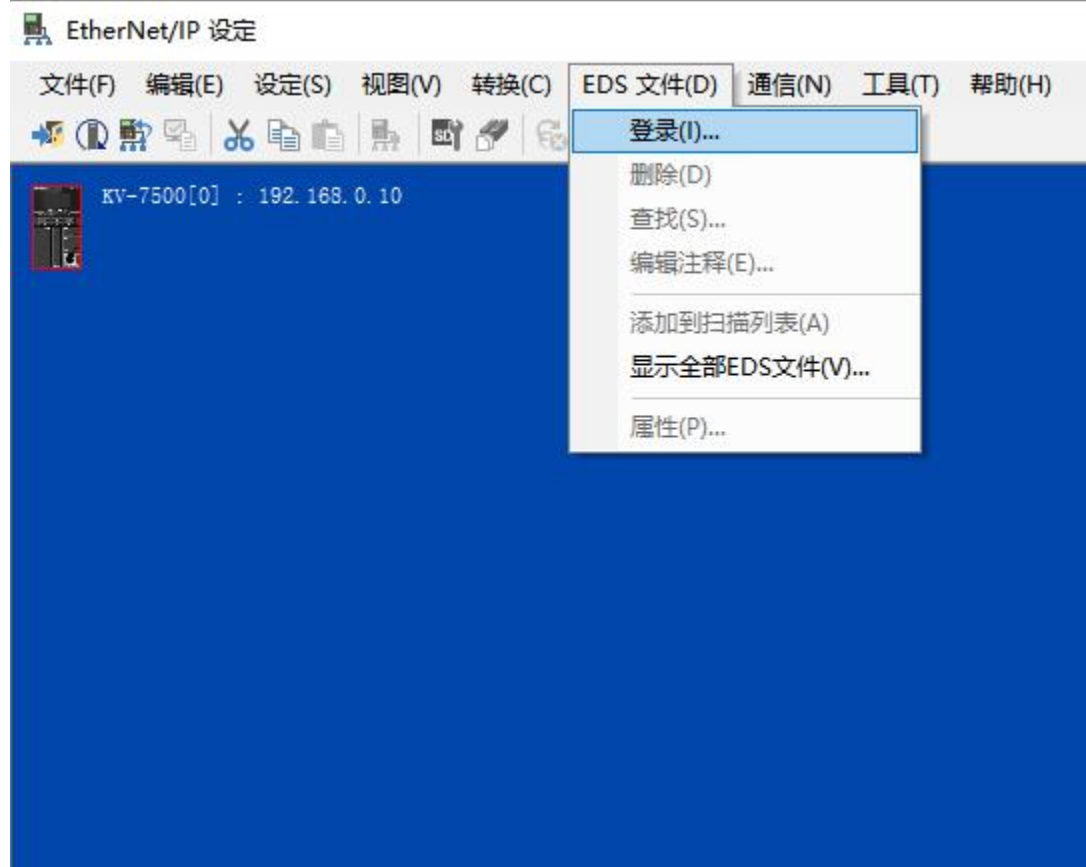 EtherNet/IP 设定
文件(F) 编辑(E) 设定(S) 视图(V) 转换(C) EDS 文件(D) 通信(N) 工具(T) 帮助(H)
登录(I)...
删除(D)
查找(S)...
编辑注释(E)...
添加到扫描列表(A)
显示全部EDS文件(V)...
属性(P)...
SD
KV-7500[0] : 192.168.0.10